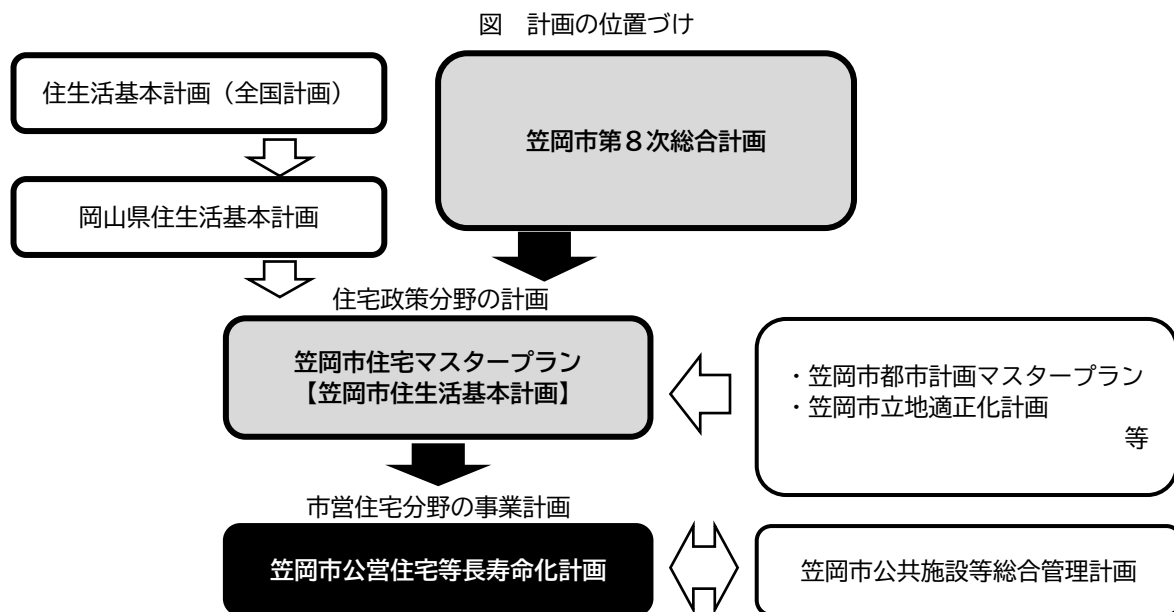 図　計画の位置づけ
住生活基本計画（全国計画）
笠岡市第８次総合計画
岡山県住生活基本計画
住宅政策分野の計画
笠岡市住宅マスタープラン
【笠岡市住生活基本計画】
・笠岡市都市計画マスタープラン
・笠岡市立地適正化計画
等
市営住宅分野の事業計画
笠岡市公営住宅等長寿命化計画
笠岡市公共施設等総合管理計画